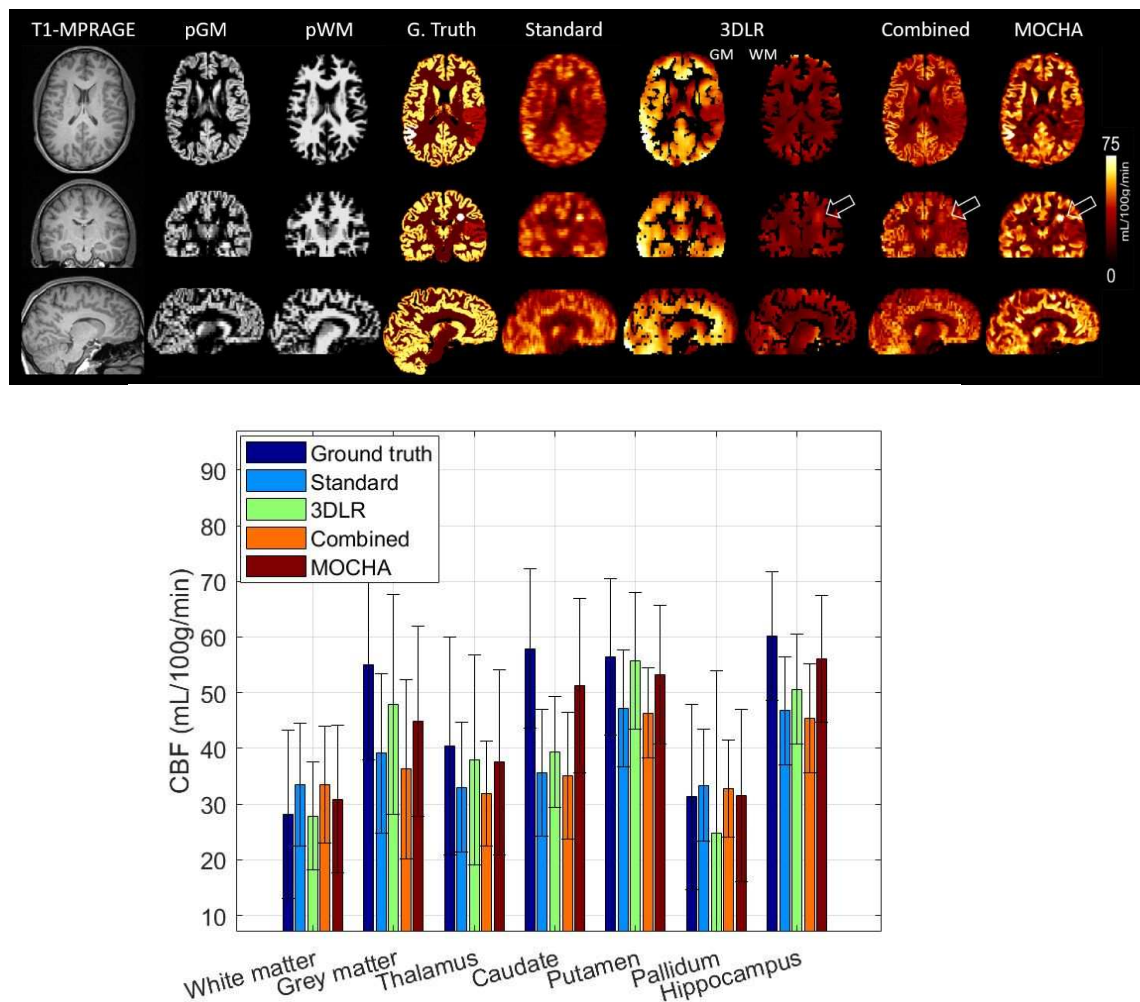 T1-MPRAGE pGM pWM G. Truth Standard 3DLR Combined MOCHA
GM WM
75
mL/100g/min
0
Ground truth
Standard
3DLR
Combined
MOCHA
CBF (mL/100g/min)
90
80
70
60
50
40
30
20
10
White matter
Grey matter
Thalamus
Caudate
Putamen
Pallidum
Hippocampus